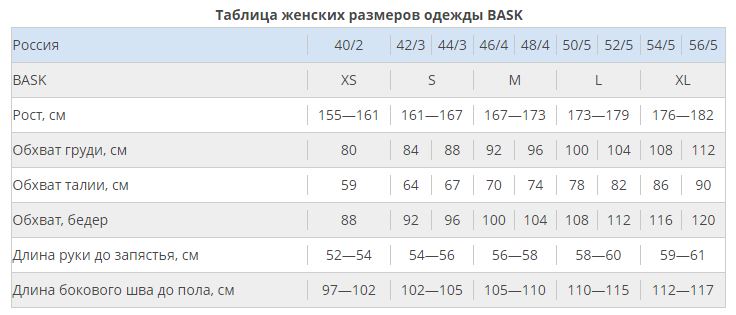 Таблица женских размеров одежды BASK
Россия 40/2 42/3 44/3 46/4 48/4 50/5 52/5 54/5 56/5
BASK XS S M L XL
Рост, см 155—161 161—167 167—173 173—179 176—182
Обхват груди, см 80 84 88 92 96 100 104 108 112
Обхват талии, см 59 64 67 70 74 78 82 86 90
Обхват, бедер 88 92 96 100 104 108 112 116 120
Длина руки до запястья, см 52—54 54—56 56—58 58—60 59—61
Длина бокового шва до пола, см 97—102 102—105 105—110 110—115 112—117